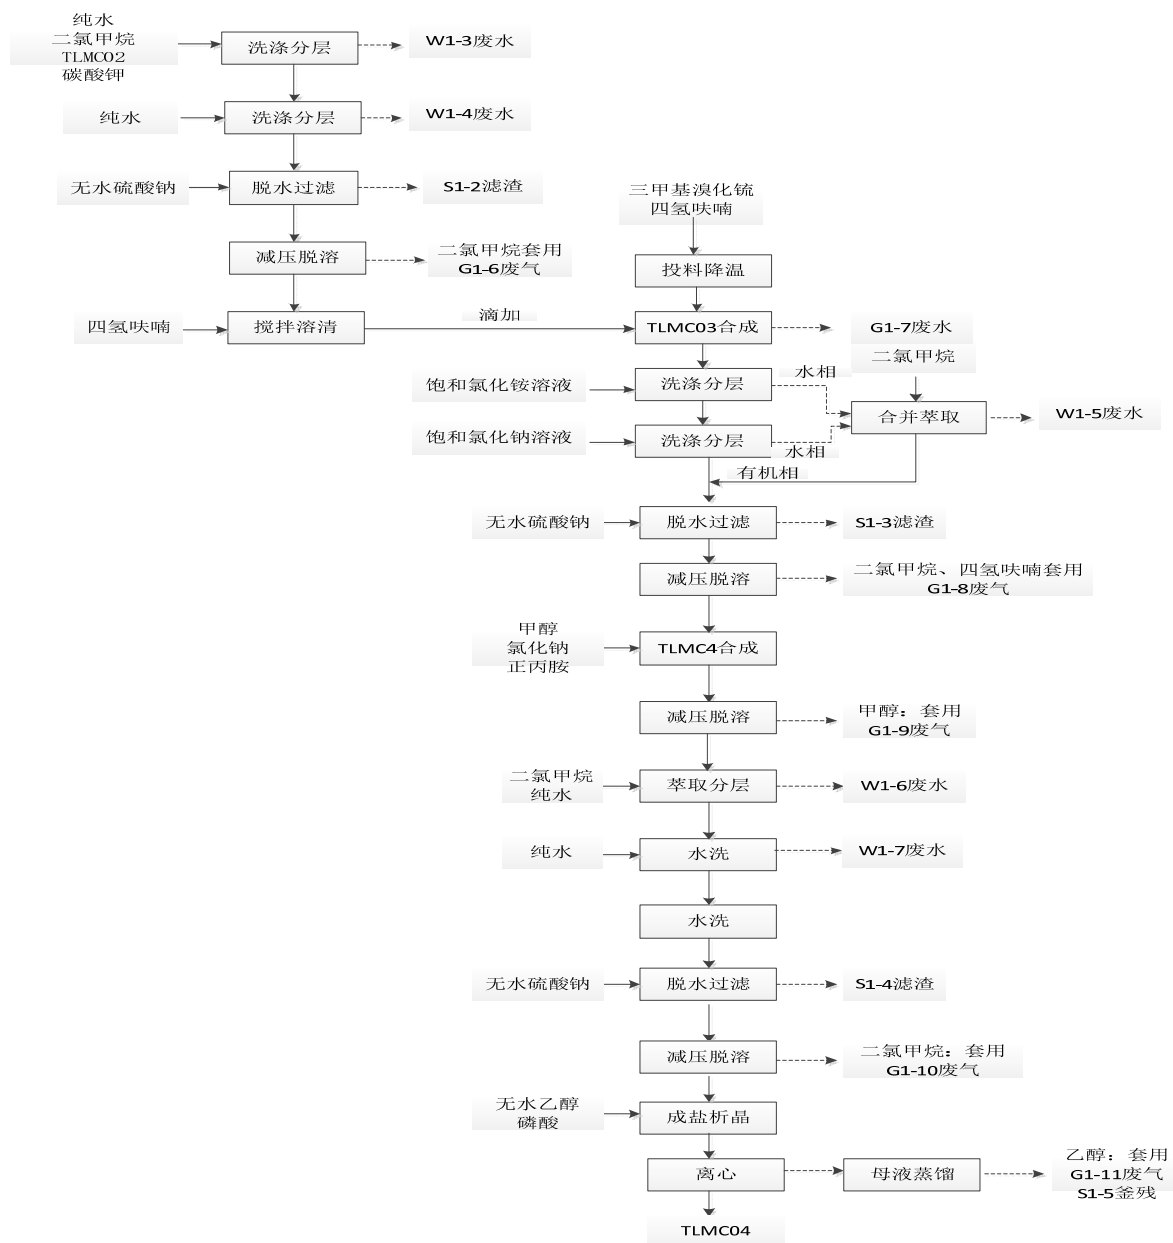 纯水
二氯甲烷
TLMC02
碳酸钾
洗涤分层
W1-3废水
纯水
洗涤分层
W1-4废水
无水硫酸钠
脱水过滤
S1-2滤渣
三甲基溴化锍
四氢呋喃
减压脱溶
二氯甲烷套用
G1-6废气
投料降温
四氢呋喃
搅拌溶清
滴加
TLMC03合成
G1-7废水
二氯甲烷
水相
饱和氯化铵溶液
洗涤分层
合并萃取
W1-5废水
饱和氯化钠溶液
洗涤分层
水相
有机相
无水硫酸钠
脱水过滤
S1-3滤渣
减压脱溶
二氯甲烷、四氢呋喃套用
G1-8废气
甲醇
氯化钠
正丙胺
TLMC4合成
减压脱溶
甲醇：套用
G1-9废气
二氯甲烷
纯水
萃取分层
W1-6废水
纯水
水洗
W1-7废水
水洗
无水硫酸钠
脱水过滤
S1-4滤渣
减压脱溶
二氯甲烷：套用
G1-10废气
无水乙醇
磷酸
成盐析晶
离心
母液蒸馏
乙醇：套用
G1-11废气
S1-5釜残
TLMC04